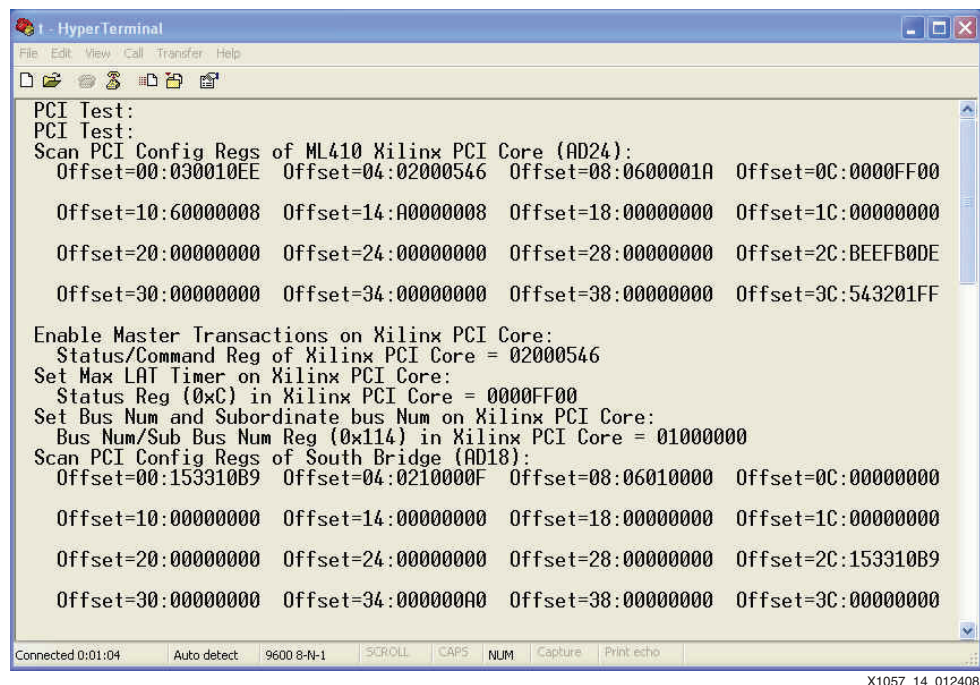 t - HyperTerminal
File Edit View Call Transfer Help
PCI Test:
PCI Test:
Scan PCI Config Regs of ML410 Xilinx PCI Core (AD24):
Offset=00:030010EE Offset=04:02000546 Offset=08:0600001A Offset=0C:0000FF00
Offset=10:60000008 Offset=14:A0000008 Offset=18:00000000 Offset=1C:00000000
Offset=20:00000000 Offset=24:00000000 Offset=28:00000000 Offset=2C:BEEFB0DE
Offset=30:00000000 Offset=34:00000000 Offset=38:00000000 Offset=3C:543201FF
Enable Master Transactions on Xilinx PCI Core:
Status/Command Reg of Xilinx PCI Core = 02000546
Set Max LAT Timer on Xilinx PCI Core:
Status Reg (0xC) in Xilinx PCI Core = 0000FF00
Set Bus Num and Subordinate bus Num on Xilinx PCI Core:
Bus Num/Sub Bus Num Reg (0x114) in Xilinx PCI Core = 01000000
Scan PCI Config Regs of South Bridge (AD18):
Offset=00:153310B9 Offset=04:0210000F Offset=08:06010000 Offset=0C:00000000
Offset=10:00000000 Offset=14:00000000 Offset=18:00000000 Offset=1C:00000000
Offset=20:00000000 Offset=24:00000000 Offset=28:00000000 Offset=2C:153310B9
Offset=30:00000000 Offset=34:000000A0 Offset=38:00000000 Offset=3C:00000000
Connected 0:01:04 Auto detect 9600 8-N-1 SCROLL CAPS NUM Capture Print echo
X1057_14_012408